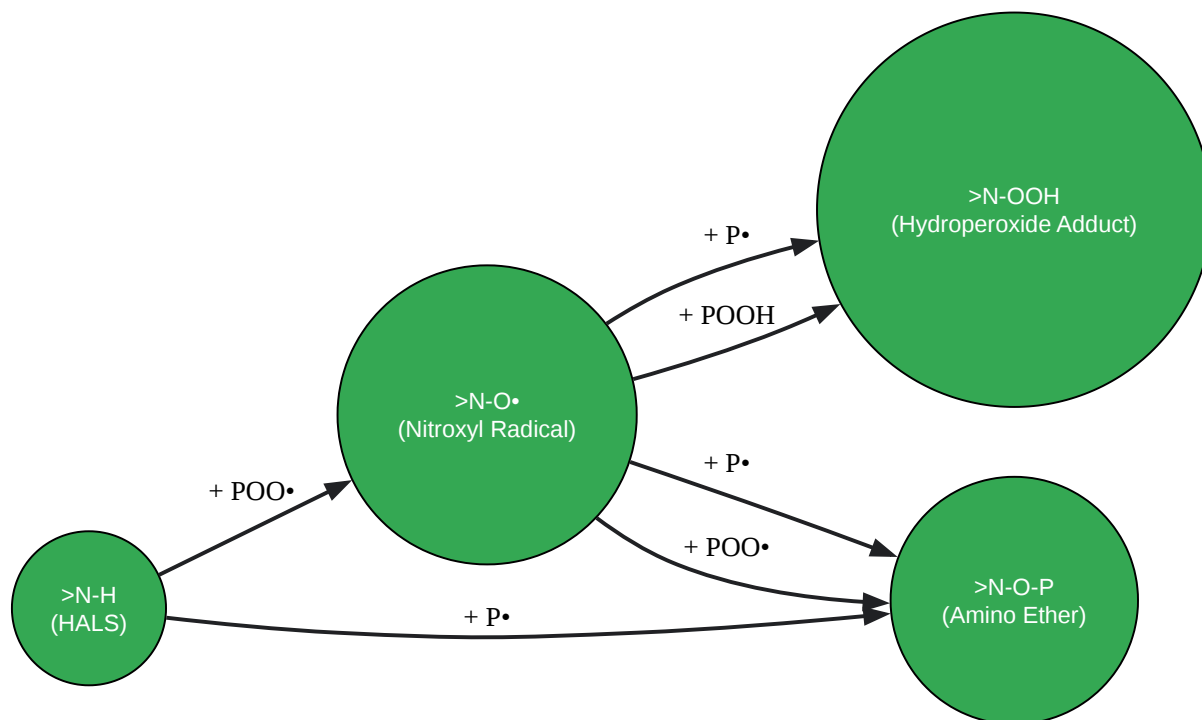 >N-OOH
(Hydroperoxide Adduct)
+ P•
+ POOH
>N-O•
(Nitroxyl Radical)
+ P•
+ POO•
+ POO•
>N-H
(HALS)
+ P•
>N-O-P
(Amino Ether)